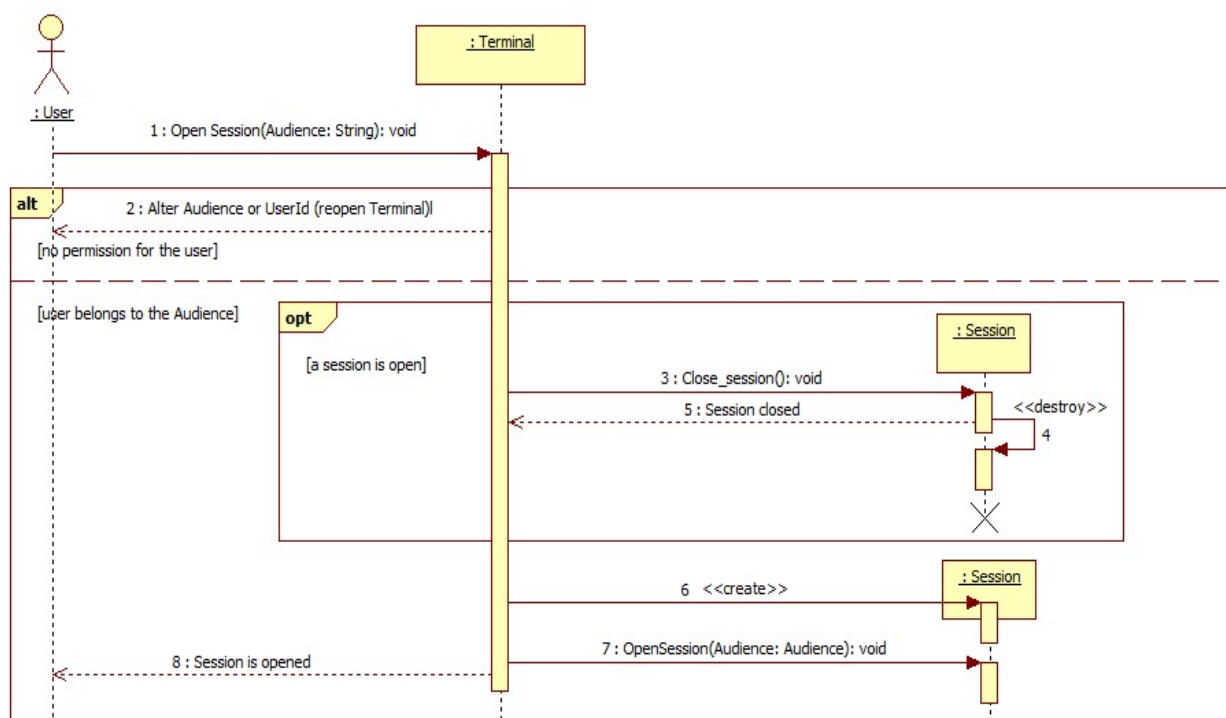 : Terminal
: User
1 : Open Session(Audience: String): void
alt
2 : Alter Audience or UserId (reopen Terminal)l
[no permission for the user]
[user belongs to the Audience]
opt
: Session
[a session is open]
3 : Close_session(): void
<<destroy>>
5 : Session closed
4
: Session
6 <<create>>
7 : OpenSession(Audience: Audience): void
8 : Session is opened